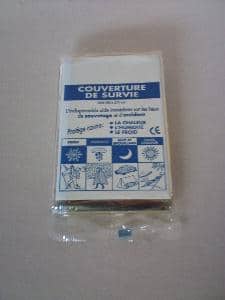 COUVERTURE
DE SURVIE
L'indispensable aide immédiate sur les lieux
de sauvetage et d'accident
Protège contre:
- LA CHALEUR
- L'HUMIDITÉ
- LE FROID
CE